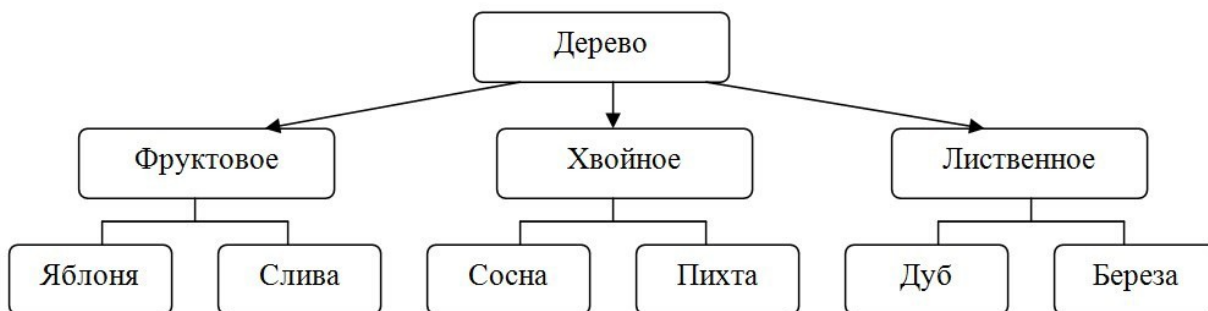 Дерево
Фруктовое Хвойное Лиственное
Яблоня Слива Сосна Пихта Дуб Береза